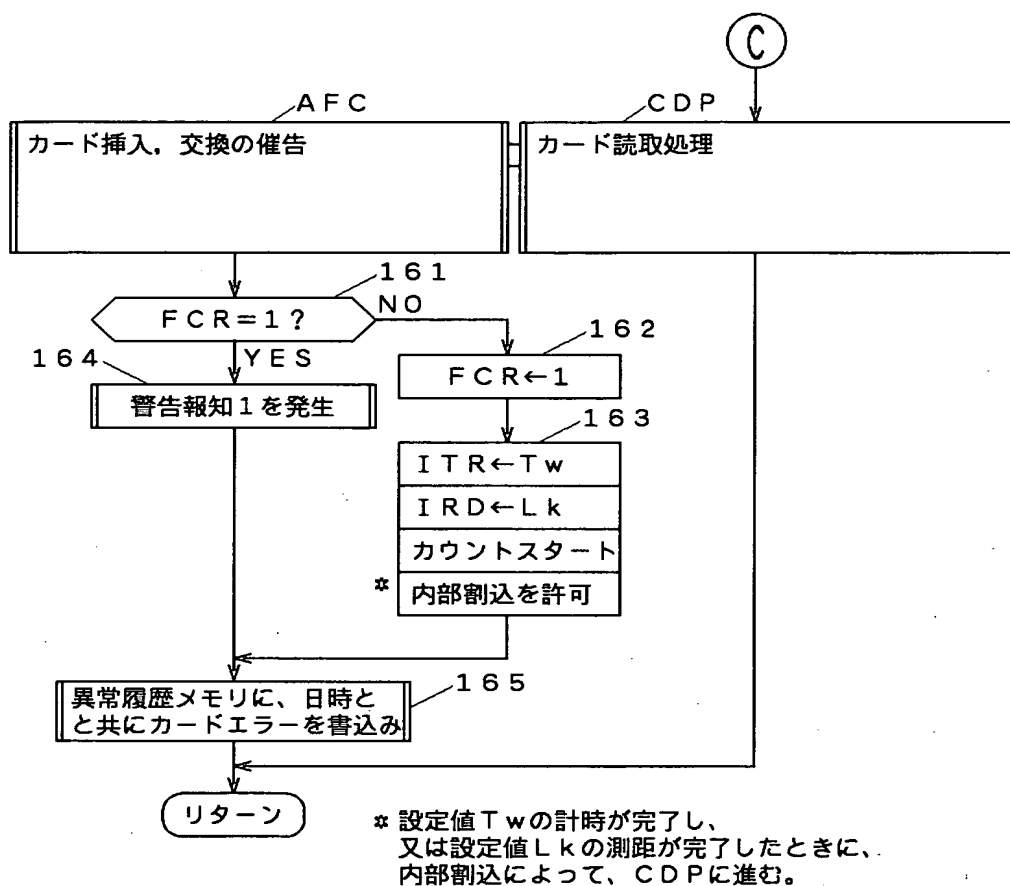 C
AFC
CDP
カード挿入，交換の催告
カード読取処理
161
FCR=1？
NO
YES
162
FCR←1
164
警告報知1を発生
163
ITR←Tw
IRD←Lk
カウントスタート
* 内部割込を許可
165
異常履歴メモリに、日時と
と共にカードエラーを書込み
リターン
* 設定値Twの計時が完了し、
又は設定値Lkの測距が完了したときに、
内部割込によって、CDPに進む。